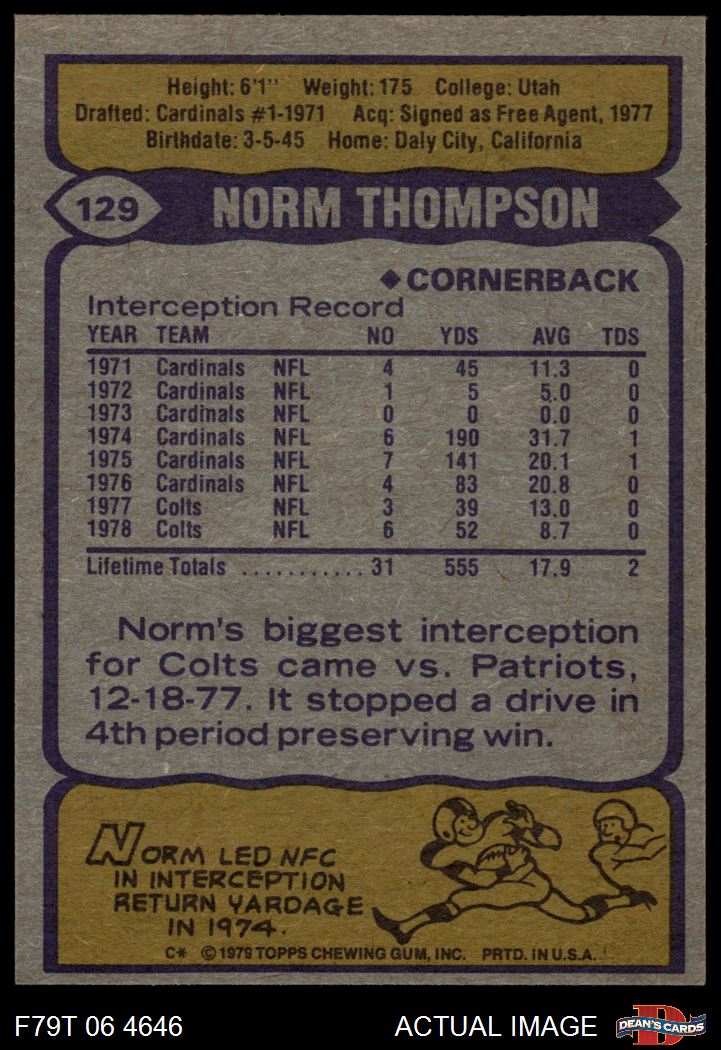 Height: 6'1" Weight: 175 College: Utah
Drafted: Cardinals #1-1971 Acq: Signed as Free Agent, 1977
Birthdate: 3-5-45 Home: Daly City, California
129 NORM THOMPSON
◆CORNERBACK
Interception Record
YEAR TEAM NO YDS AVG TDS
1971 Cardinals NFL 4 45 11.3 0
1972 Cardinals NFL 1 5 5.0 0
1973 Cardinals NFL 0 0 0.0 0
1974 Cardinals NFL 6 190 31.7 1
1975 Cardinals NFL 7 141 20.1 1
1976 Cardinals NFL 4 83 20.8 0
1977 Colts NFL 3 39 13.0 0
1978 Colts NFL 6 52 8.7 0
Lifetime Totals ........... 31 555 17.9 2
Norm's biggest interception
for Colts came vs. Patriots,
12-18-77. It stopped a drive in
4th period preserving win.
NORM LED NFC
IN INTERCEPTION
RETURN YARDAGE
IN 1974.
C* © 1979 TOPPS CHEWING GUM, INC. PRTD. IN U.S.A.
F79T 06 4646 ACTUAL IMAGE D DEAN'S CARDS